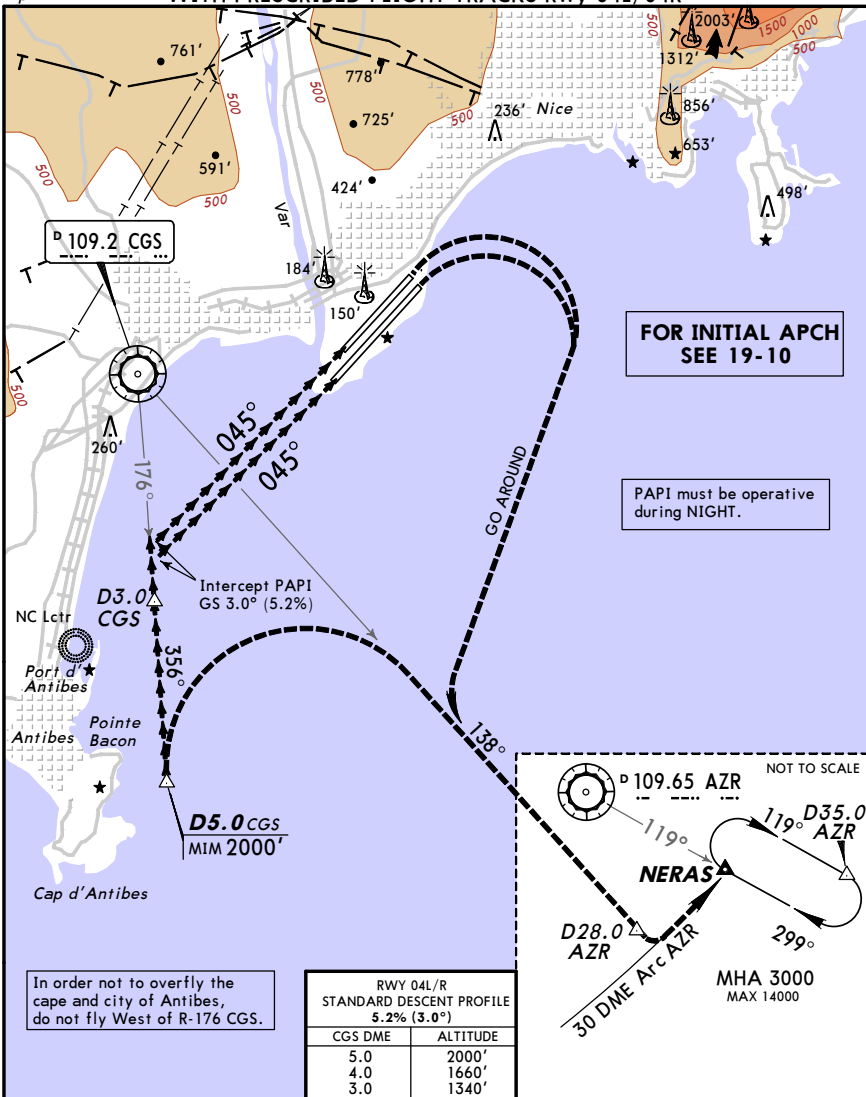 WITH PRESCRIBED FLIGHT TRACKS Rwy 04L/04R
761'
500
591'
500
500
778'
725'
424'
500
236'
Nice
2003'
1312'
1500
1000
500
500
856'
653'
498'
Var
D 109.2 CGS
184'
150'
260'
500
FOR INITIAL APCH
SEE 19-10
PAPI must be operative
during NIGHT.
045°
045°
176°
GO AROUND
Intercept PAPI
GS 3.0° (5.2%)
D3.0
CGS
356°
NC Lctr
Port d'
Antibes
Antibes
Pointe
Bacon
D5.0 CGS
MIM 2000'
Cap d'Antibes
138°
NOT TO SCALE
D 109.65 AZR
119°
119°
D35.0
AZR
NERAS
299°
D28.0
AZR
30 DME Arc AZR
MHA 3000
MAX 14000
In order not to overfly the
cape and city of Antibes,
do not fly West of R-176 CGS.
RWY 04L/R
STANDARD DESCENT PROFILE
5.2% (3.0°)
CGS DME ALTITUDE
5.0 2000'
4.0 1660'
3.0 1340'